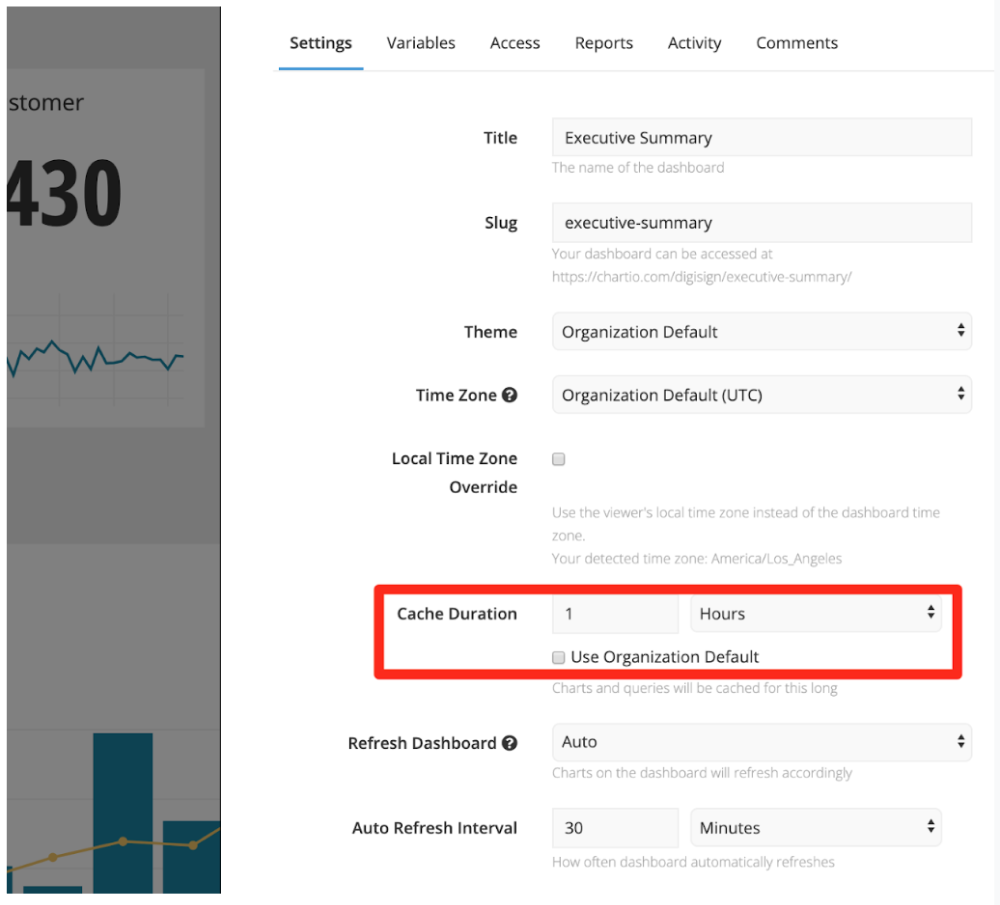 Settings Variables Access Reports Activity Comments
stomer
430
Title Executive Summary
The name of the dashboard
Slug executive-summary
Your dashboard can be accessed at
https://chartio.com/digisign/executive-summary/
Theme Organization Default
Time Zone ? Organization Default (UTC)
Local Time Zone
Override
Use the viewer's local time zone instead of the dashboard time
zone.
Your detected time zone: America/Los_Angeles
Cache Duration 1 Hours
Use Organization Default
Charts and queries will be cached for this long
Refresh Dashboard ? Auto
Charts on the dashboard will refresh accordingly
Auto Refresh Interval 30 Minutes
How often dashboard automatically refreshes